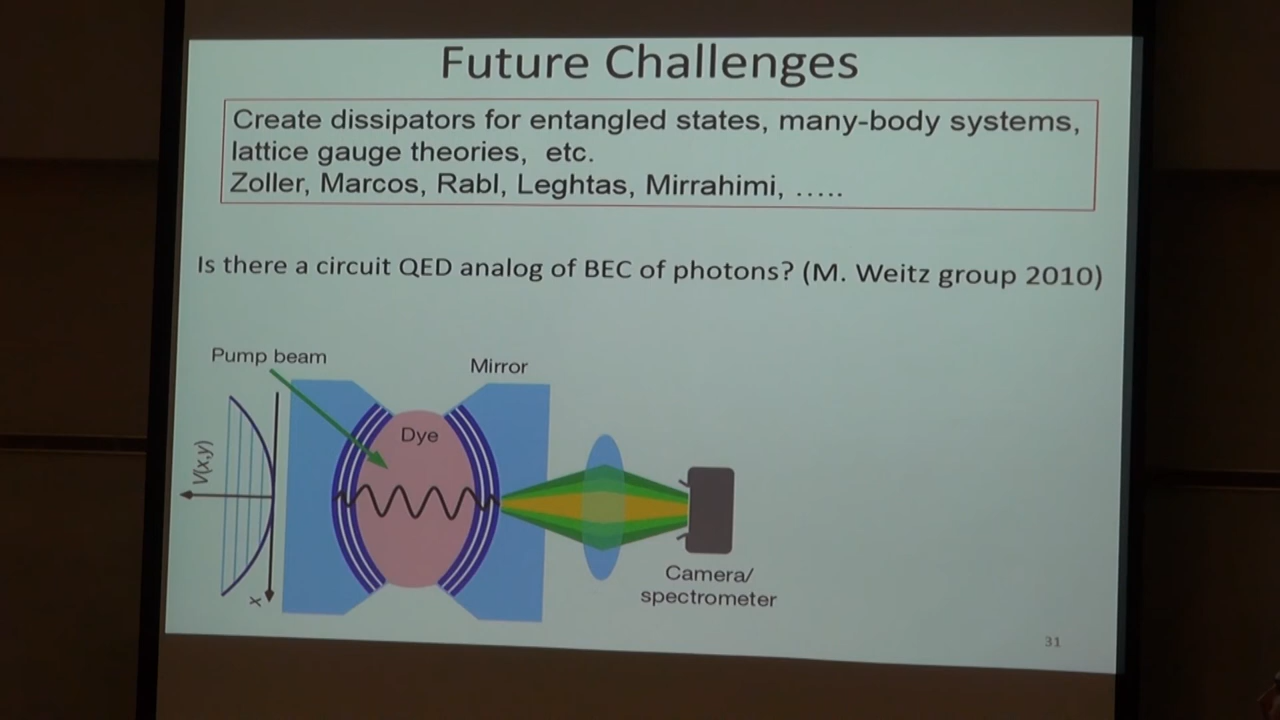 Future Challenges
Create dissipators for entangled states, many-body systems,
lattice gauge theories, etc.
Zoller, Marcos, Rabl, Leghtas, Mirrahimi, .....
Is there a circuit QED analog of BEC of photons? (M. Weitz group 2010)
Pump beam
Mirror
Dye
V(x,y)
x
Camera/
spectrometer
31